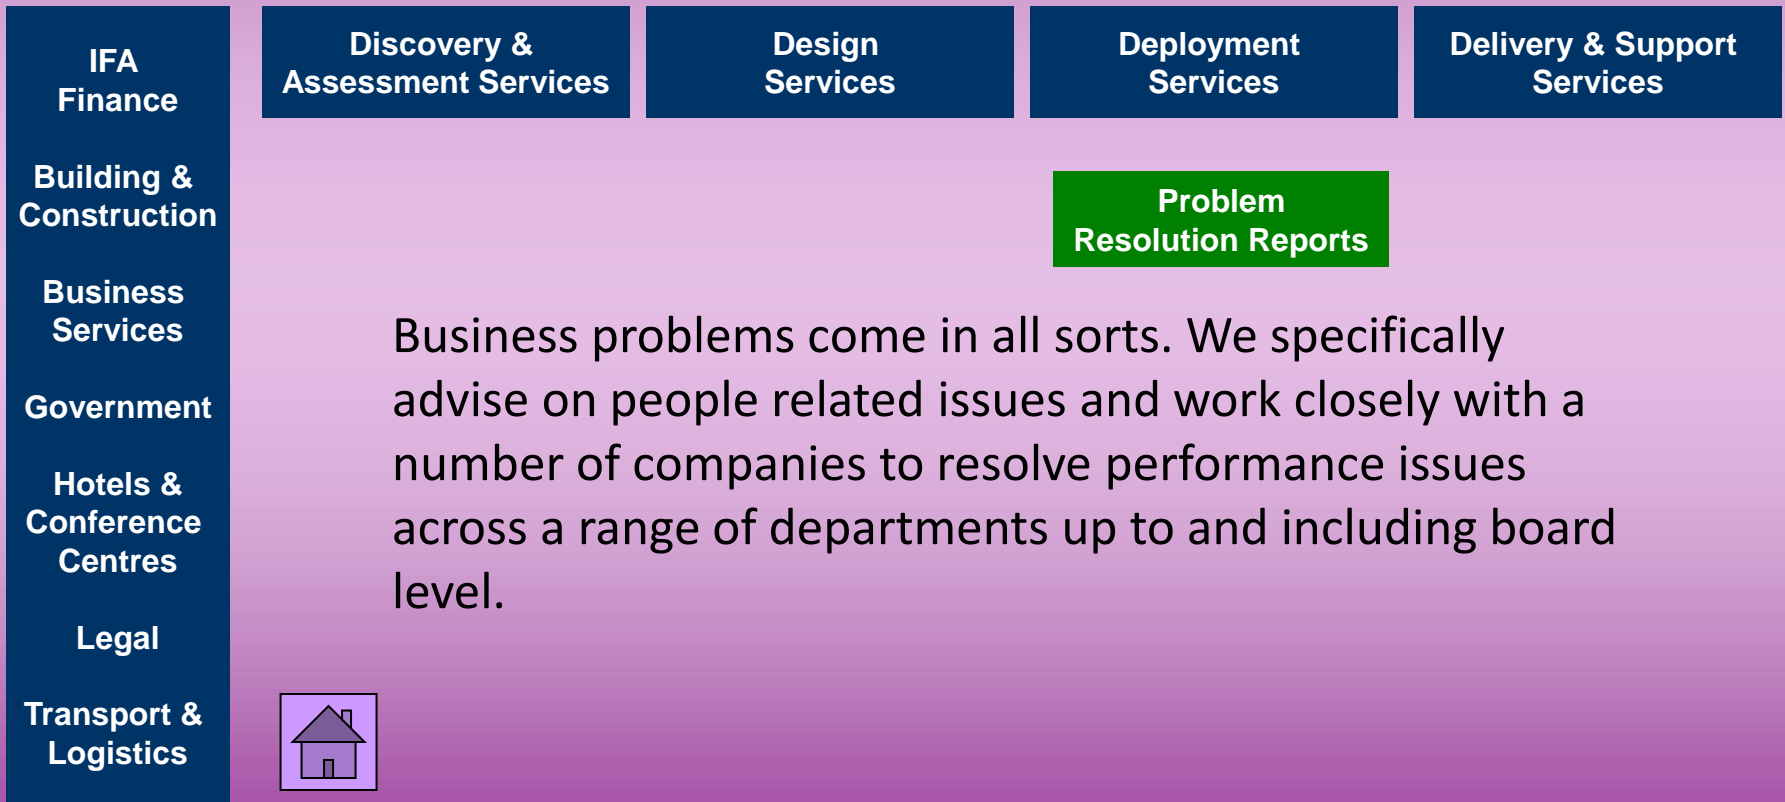 IFA
Finance
Building &
Construction
Business
Services
Government
Hotels &
Conference
Centres
Legal
Transport &
Logistics
Discovery &
Assessment Services
Design
Services
Deployment
Services
Delivery & Support
Services
Problem
Resolution Reports
Business problems come in all sorts. We specifically
advise on people related issues and work closely with a
number of companies to resolve performance issues
across a range of departments up to and including board
level.